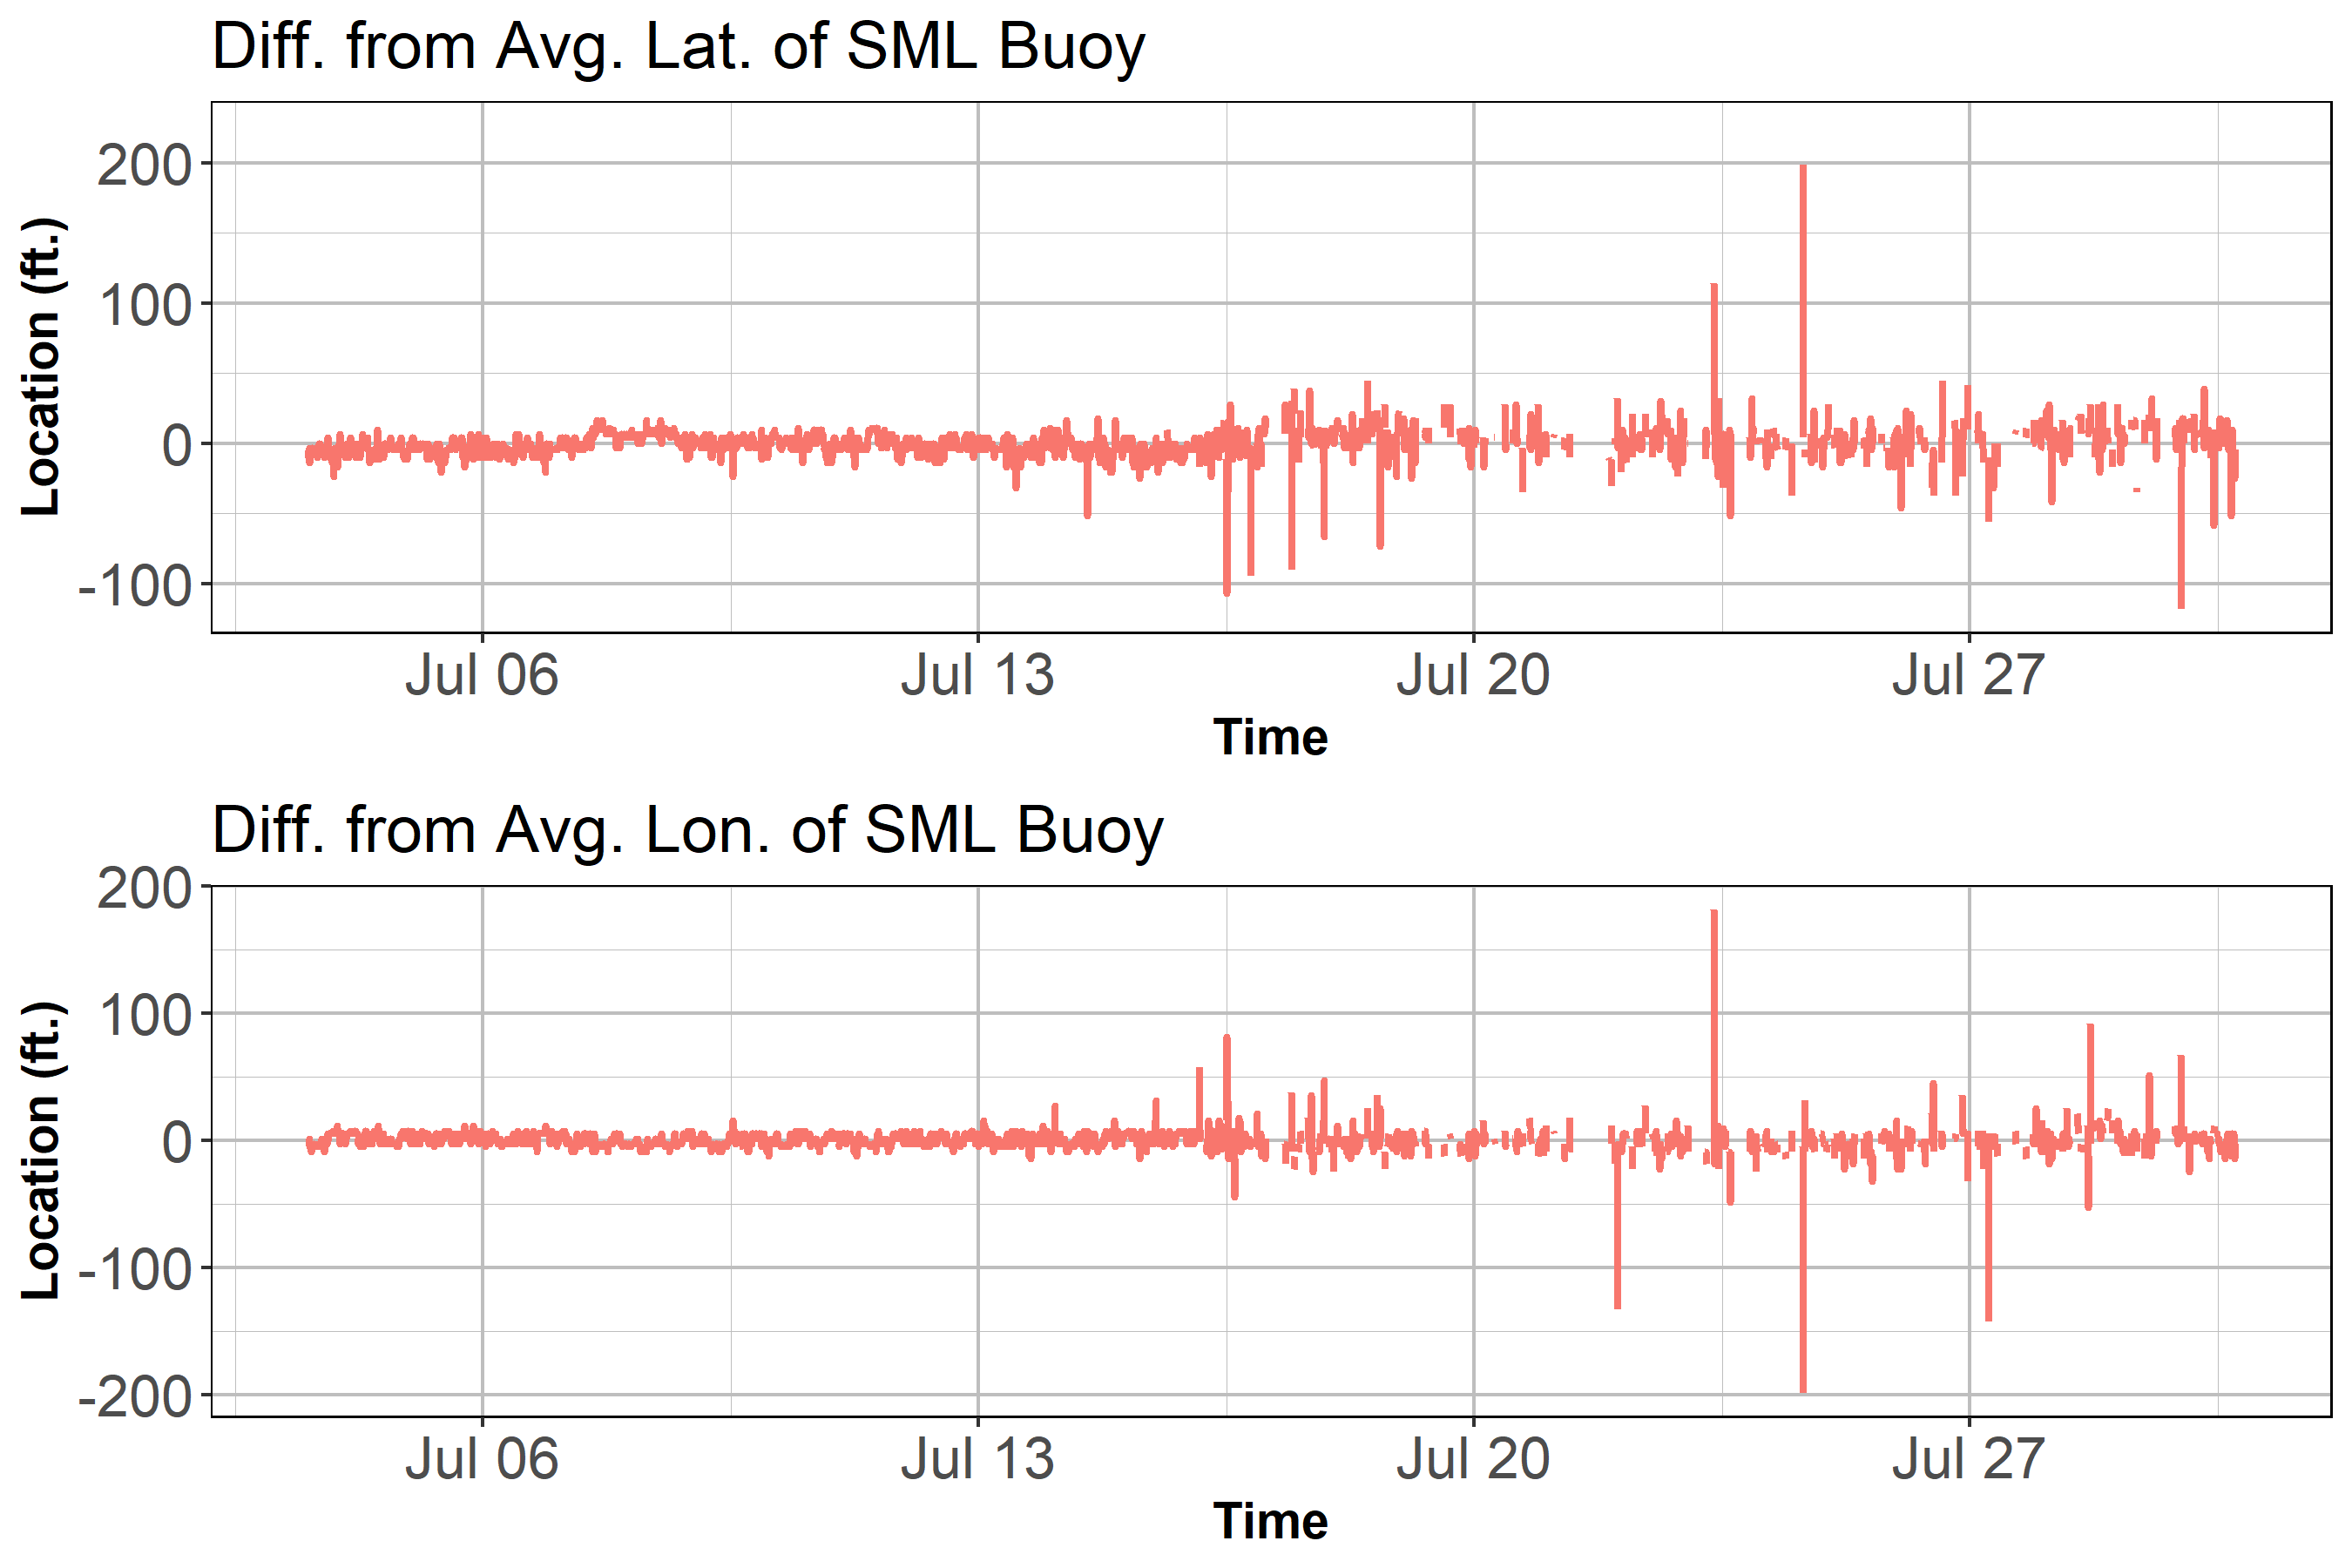 Diff. from Avg. Lat. of SML Buoy
Location (ft.)
200
100
0
-100
Jul 06 Jul 13 Jul 20 Jul 27
Time
Diff. from Avg. Lon. of SML Buoy
Location (ft.)
200
100
0
-100
-200
Jul 06 Jul 13 Jul 20 Jul 27
Time